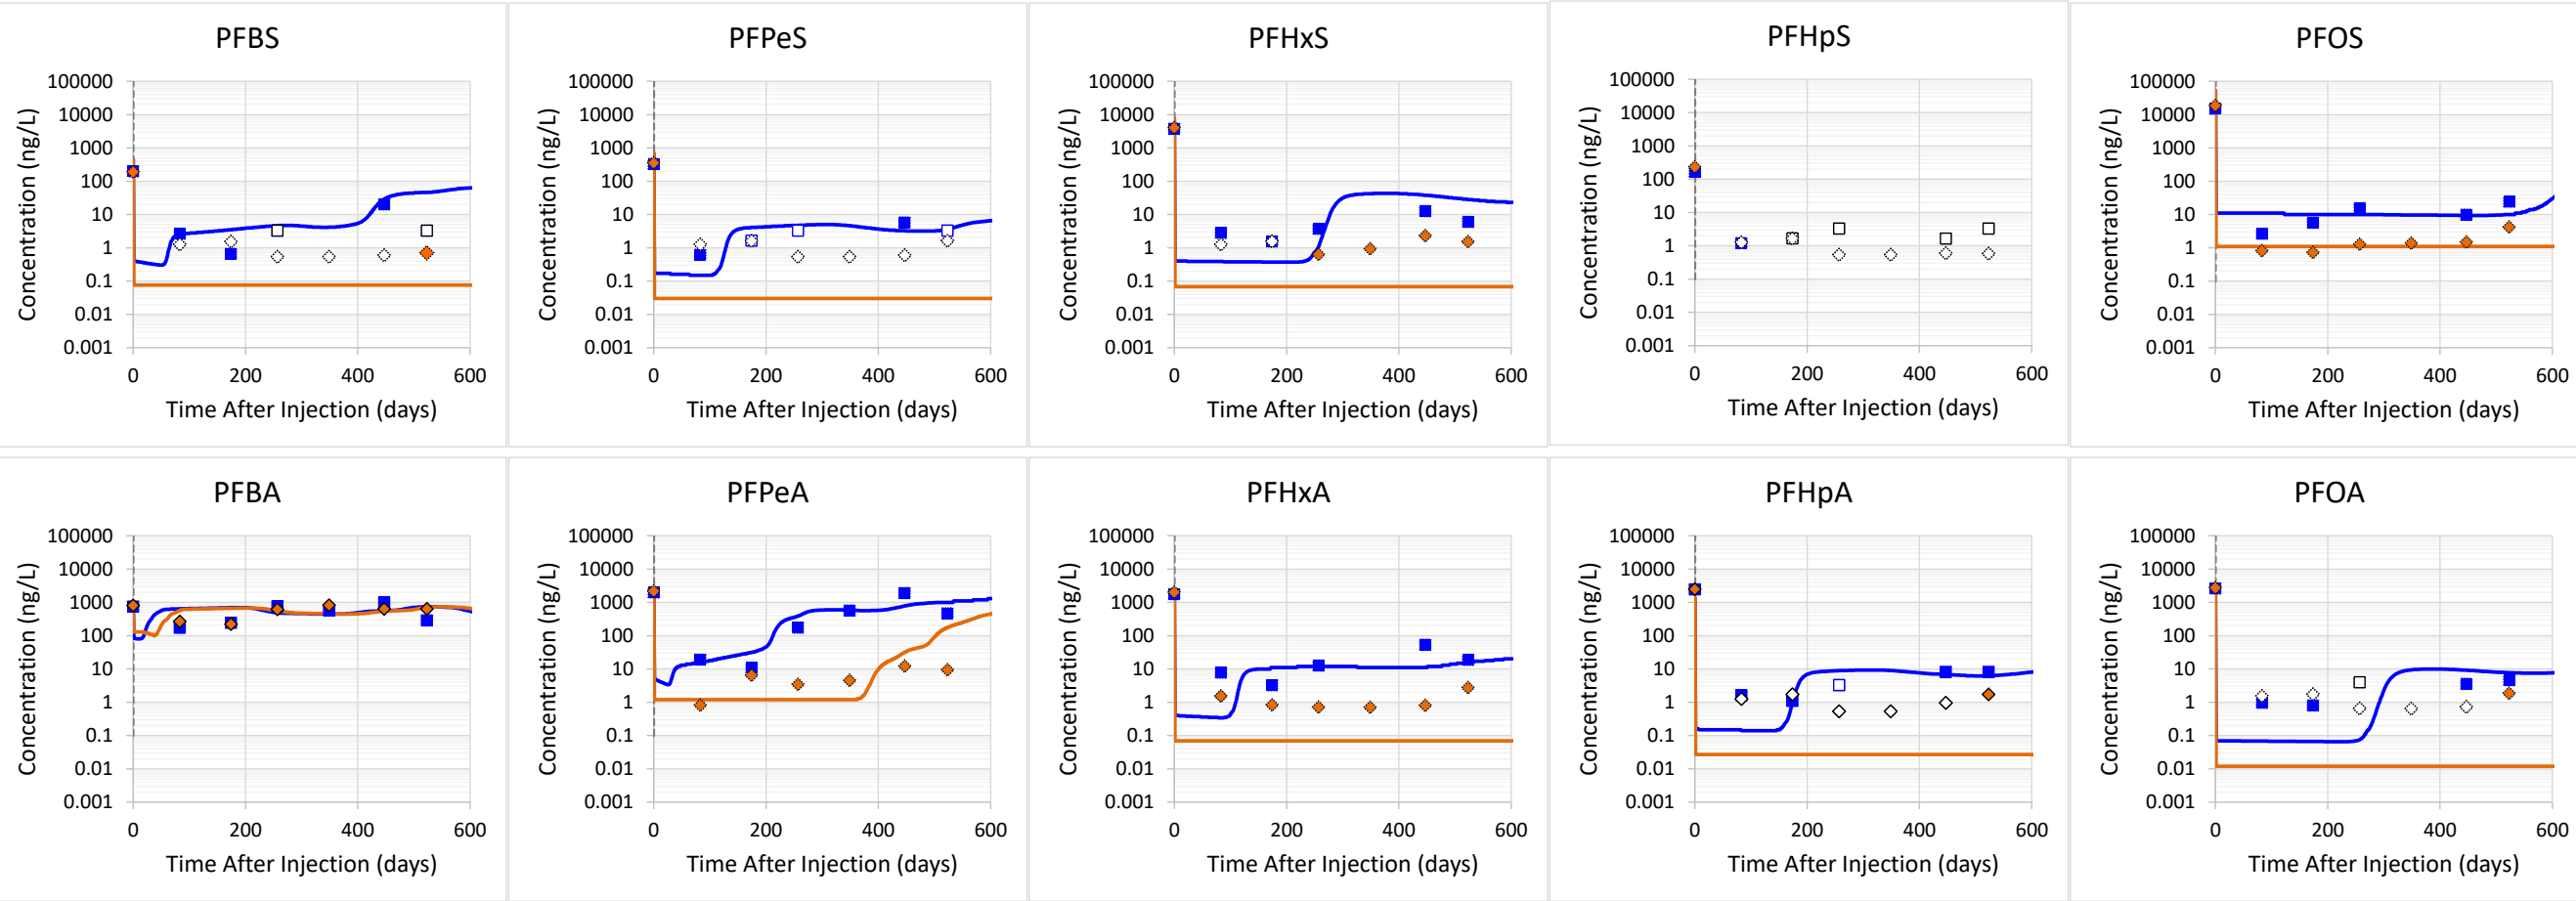 PFBS
Concentration (ng/L)
100000
10000
1000
100
10
1
0.1
0.01
0.001
0 200 400 600
Time After Injection (days)
PFPeS
Concentration (ng/L)
100000
10000
1000
100
10
1
0.1
0.01
0.001
0 200 400 600
Time After Injection (days)
PFHxS
Concentration (ng/L)
100000
10000
1000
100
10
1
0.1
0.01
0.001
0 200 400 600
Time After Injection (days)
PFHpS
Concentration (ng/L)
100000
10000
1000
100
10
1
0.1
0.01
0.001
0 200 400 600
Time After Injection (days)
PFOS
Concentration (ng/L)
100000
10000
1000
100
10
1
0.1
0.01
0.001
0 200 400 600
Time After Injection (days)
PFBA
Concentration (ng/L)
100000
10000
1000
100
10
1
0.1
0.01
0.001
0 200 400 600
Time After Injection (days)
PFPeA
Concentration (ng/L)
100000
10000
1000
100
10
1
0.1
0.01
0.001
0 200 400 600
Time After Injection (days)
PFHxA
Concentration (ng/L)
100000
10000
1000
100
10
1
0.1
0.01
0.001
0 200 400 600
Time After Injection (days)
PFHpA
Concentration (ng/L)
100000
10000
1000
100
10
1
0.1
0.01
0.001
0 200 400 600
Time After Injection (days)
PFOA
Concentration (ng/L)
100000
10000
1000
100
10
1
0.1
0.01
0.001
0 200 400 600
Time After Injection (days)